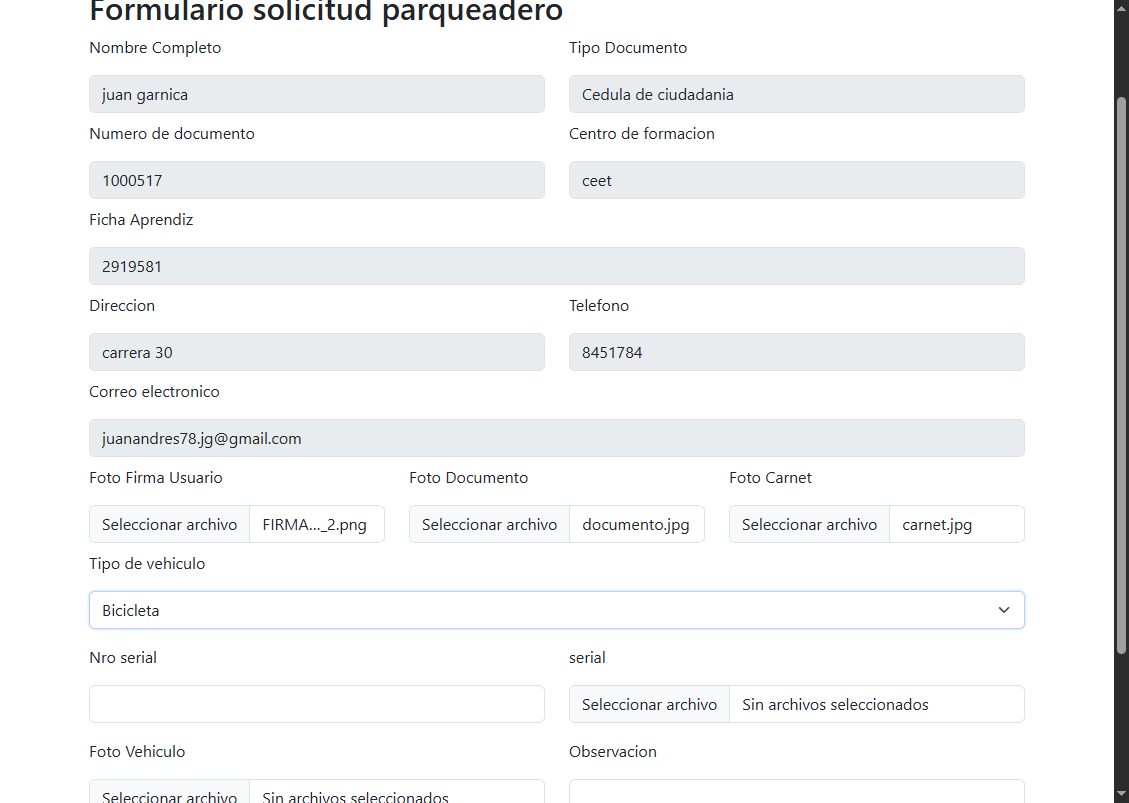 Formulario solicitud parqueadero
Nombre Completo
Tipo Documento
juan garnica
Cedula de ciudadania
Numero de documento
Centro de formacion
1000517
ceet
Ficha Aprendiz
2919581
Direccion
Telefono
carrera 30
8451784
Correo electronico
juanandres78.jg@gmail.com
Foto Firma Usuario
Foto Documento
Foto Carnet
Seleccionar archivo FIRMA..._2.png
Seleccionar archivo documento.jpg
Seleccionar archivo carnet.jpg
Tipo de vehiculo
Bicicleta
Nro serial
serial
Seleccionar archivo Sin archivos seleccionados
Foto Vehiculo
Observacion
Seleccionar archivo Sin archivos seleccionados